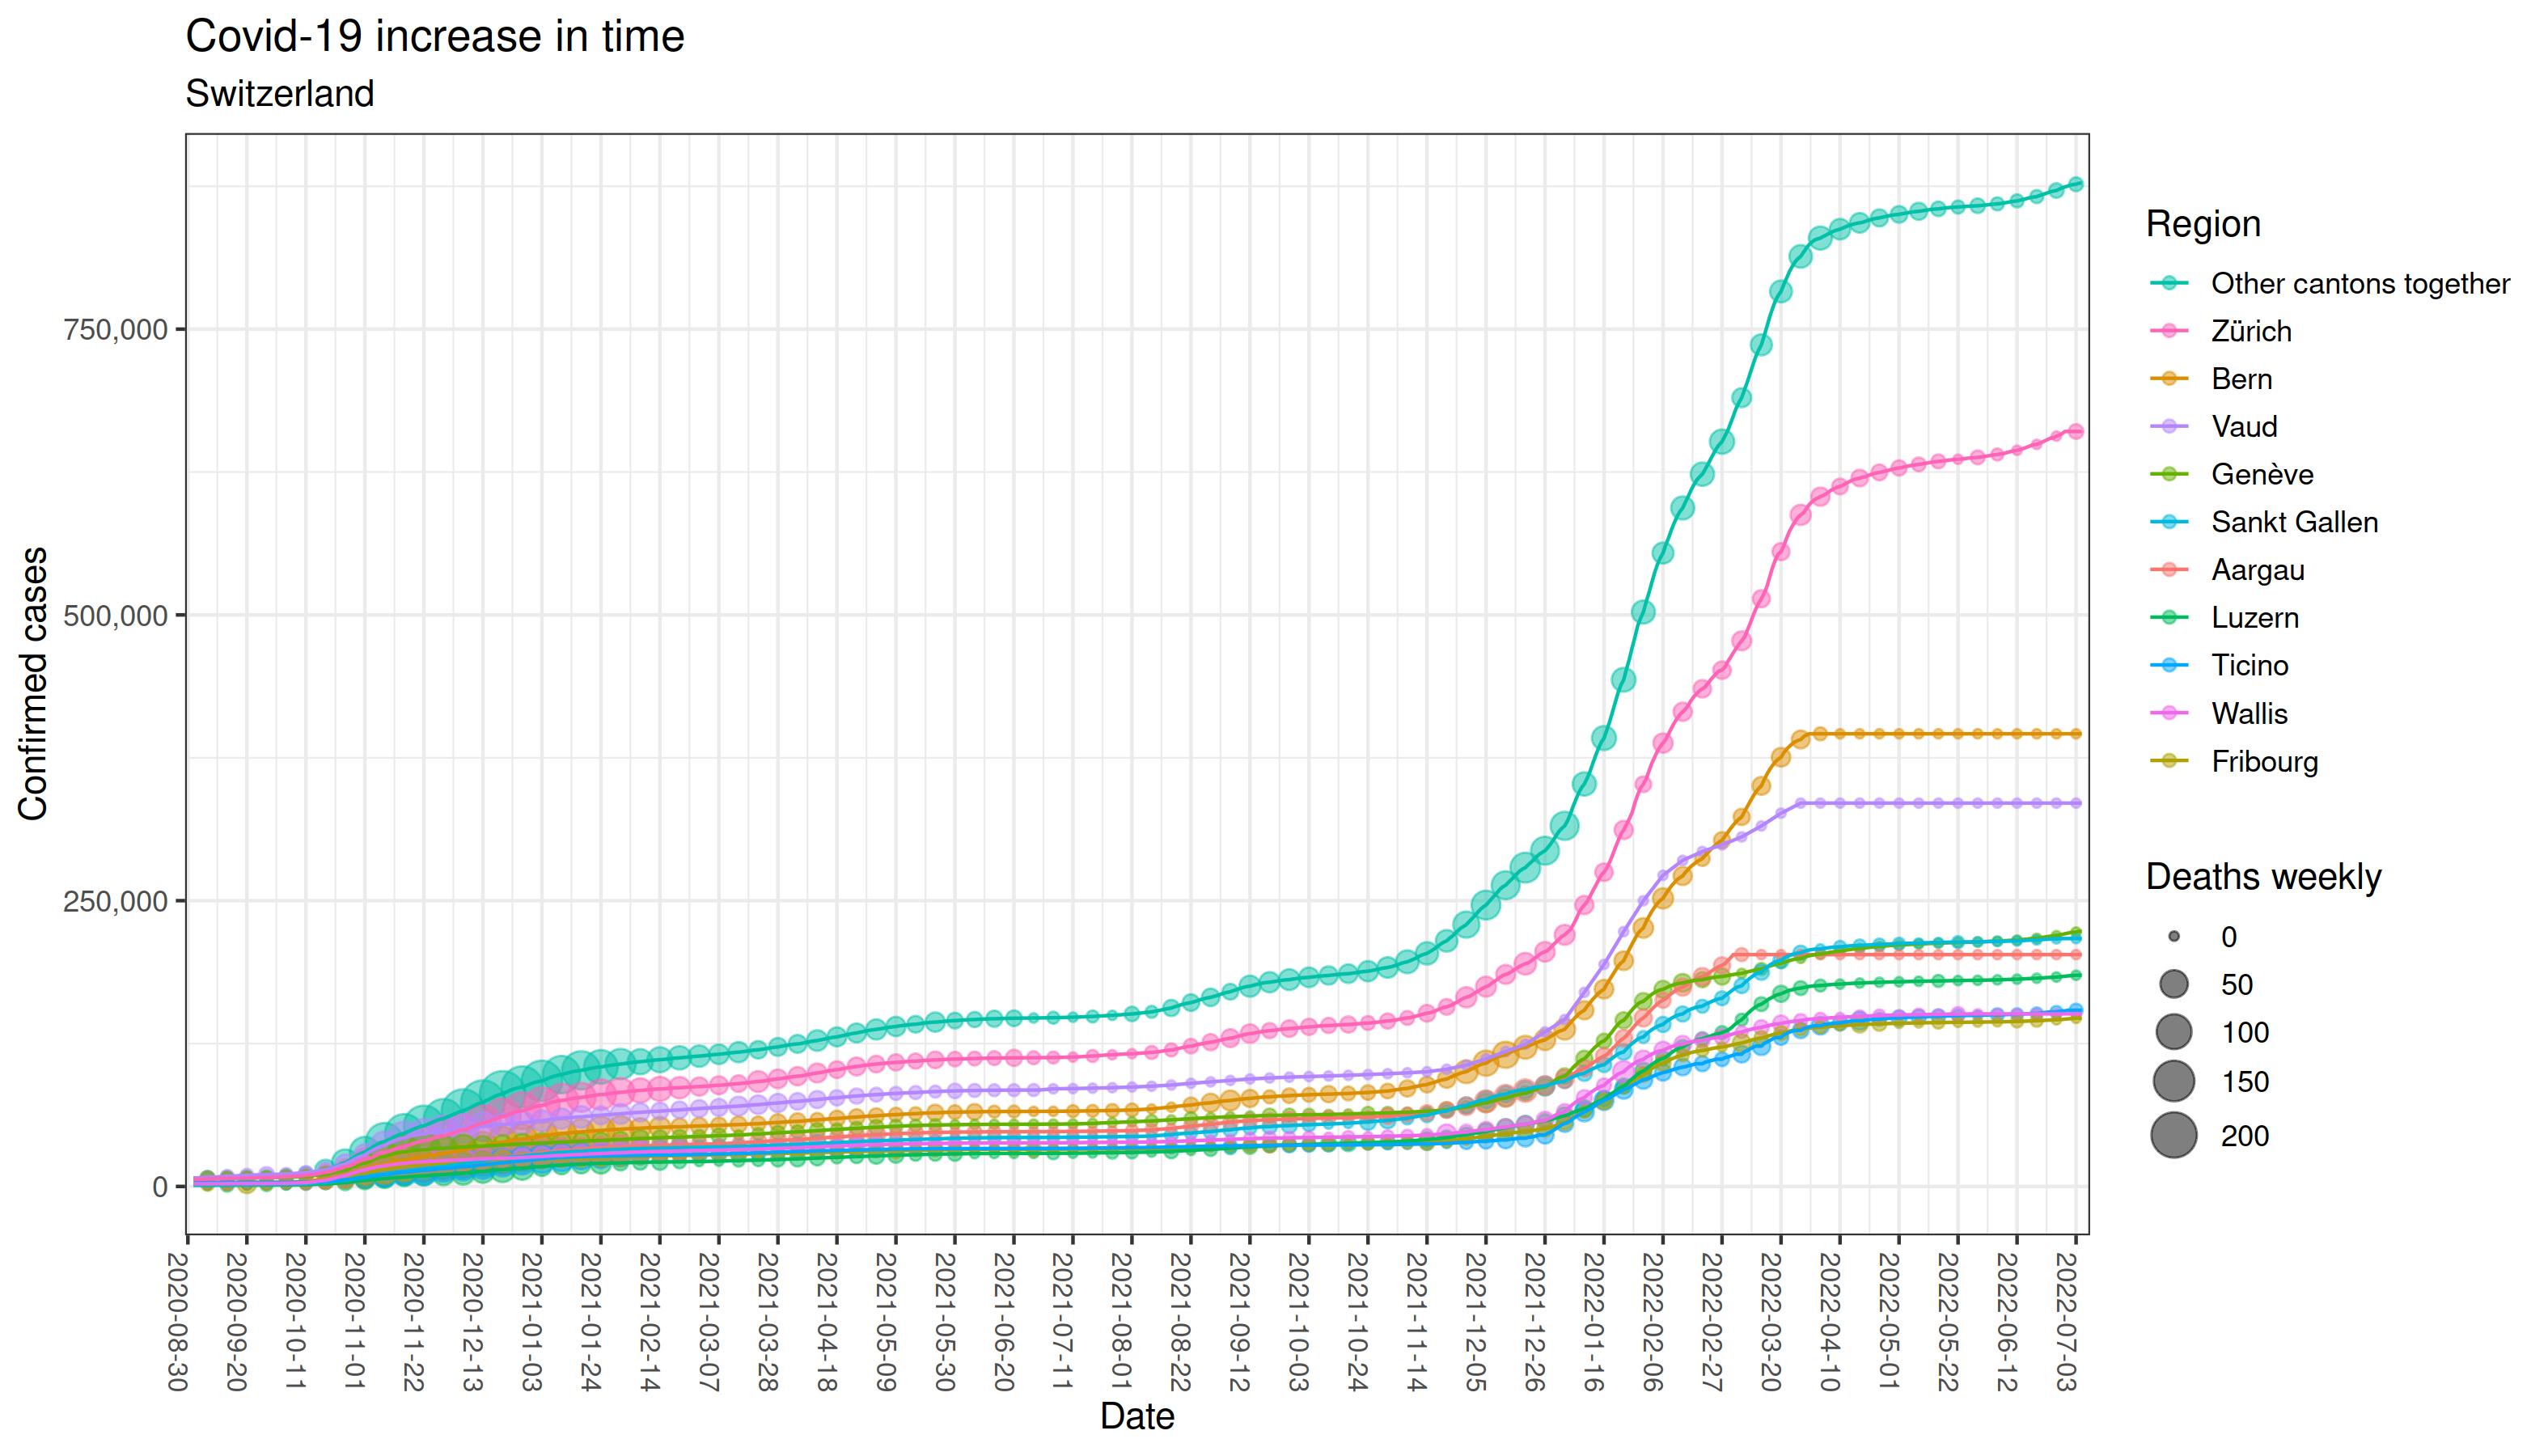 Covid-19 increase in time
Switzerland
Confirmed cases
750,000
500,000
250,000
0
2020-08-30
2020-09-20
2020-10-11
2020-11-01
2020-11-22
2020-12-13
2021-01-03
2021-01-24
2021-02-14
2021-03-07
2021-03-28
2021-04-18
2021-05-09
2021-05-30
2021-06-20
2021-07-11
2021-08-01
2021-08-22
2021-09-12
2021-10-03
2021-10-24
2021-11-14
2021-12-05
2021-12-26
2022-01-16
2022-02-06
2022-02-27
2022-03-20
2022-04-10
2022-05-01
2022-05-22
2022-06-12
2022-07-03
Date
Region
Other cantons together
Zürich
Bern
Vaud
Genève
Sankt Gallen
Aargau
Luzern
Ticino
Wallis
Fribourg
Deaths weekly
0
50
100
150
200